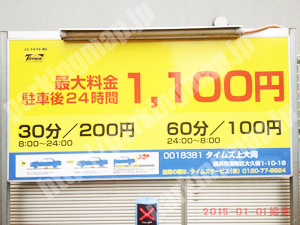 Times
最大料金
駐車後24時間 1,100円
30分/200円 60分/100円
8:00~24:00 24:00~8:00
0018381 タイムズ上大岡
横浜市港南区大久保1-10-18
タイムズサービス(株) 0120-77-8924
2015-01-01撮影